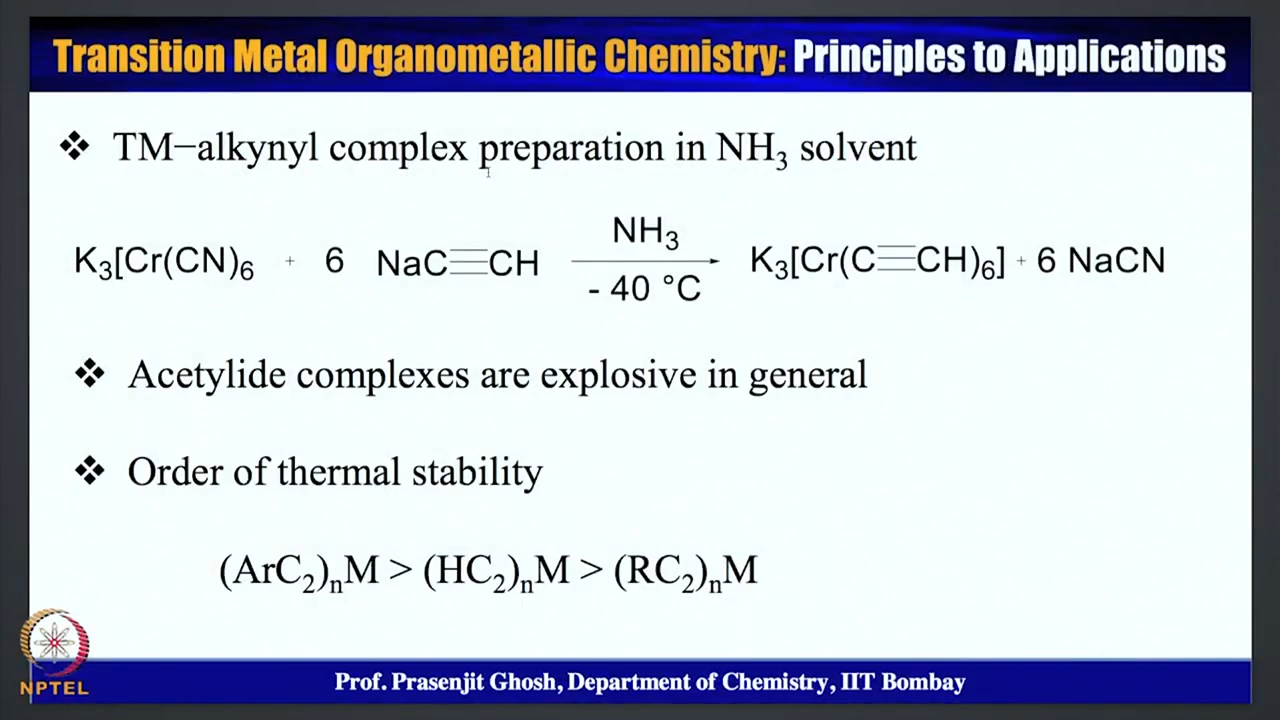 Transition Metal Organometallic Chemistry: Principles to Applications
❖ TM−alkynyl complex preparation in NH₃ solvent
K₃[Cr(CN)₆ + 6 NaC≡CH NH₃ - 40 °C K₃[Cr(C≡CH)₆] + 6 NaCN
❖ Acetylide complexes are explosive in general
❖ Order of thermal stability
(ArC₂)ₙM > (HC₂)ₙM > (RC₂)ₙM
NPTEL
Prof. Prasenjit Ghosh, Department of Chemistry, IIT Bombay